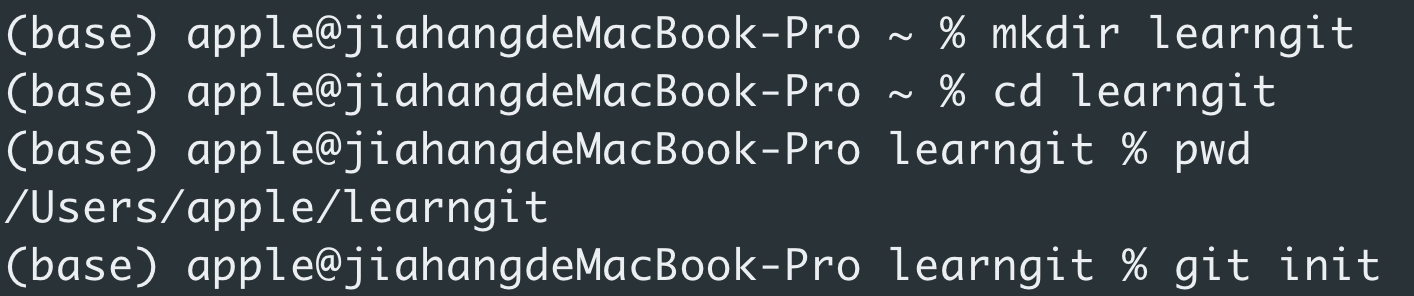 (base) apple@jiahangdeMacBook-Pro ~ % mkdir learngit
(base) apple@jiahangdeMacBook-Pro ~ % cd learngit
(base) apple@jiahangdeMacBook-Pro learngit % pwd
/Users/apple/learngit
(base) apple@jiahangdeMacBook-Pro learngit % git init